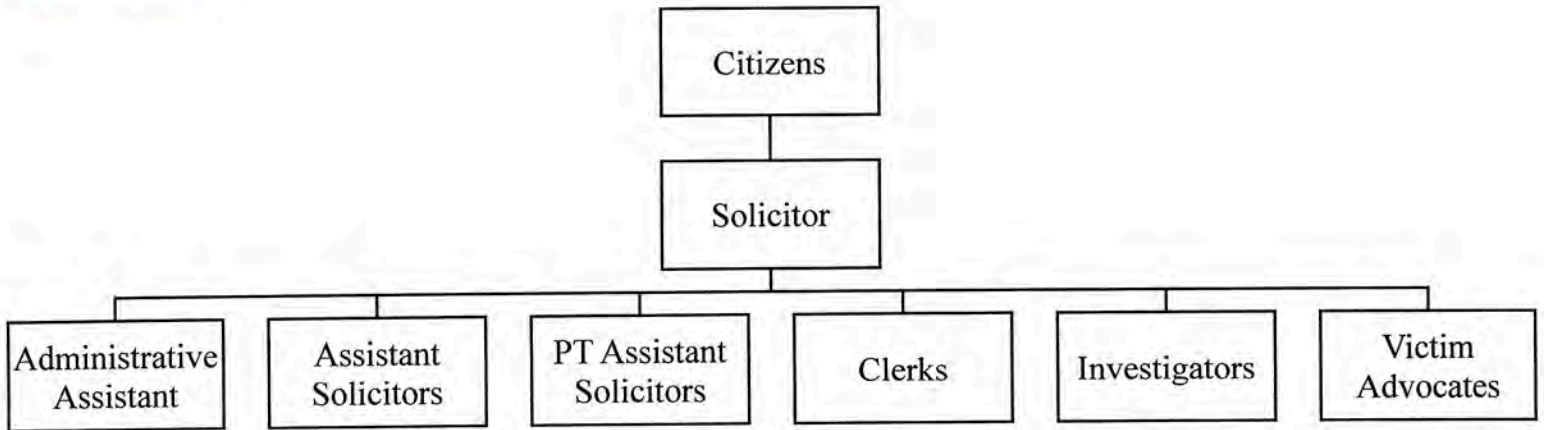 Citizens
Solicitor
Administrative
Assistant
Assistant
Solicitors
PT Assistant
Solicitors
Clerks
Investigators
Victim
Advocates